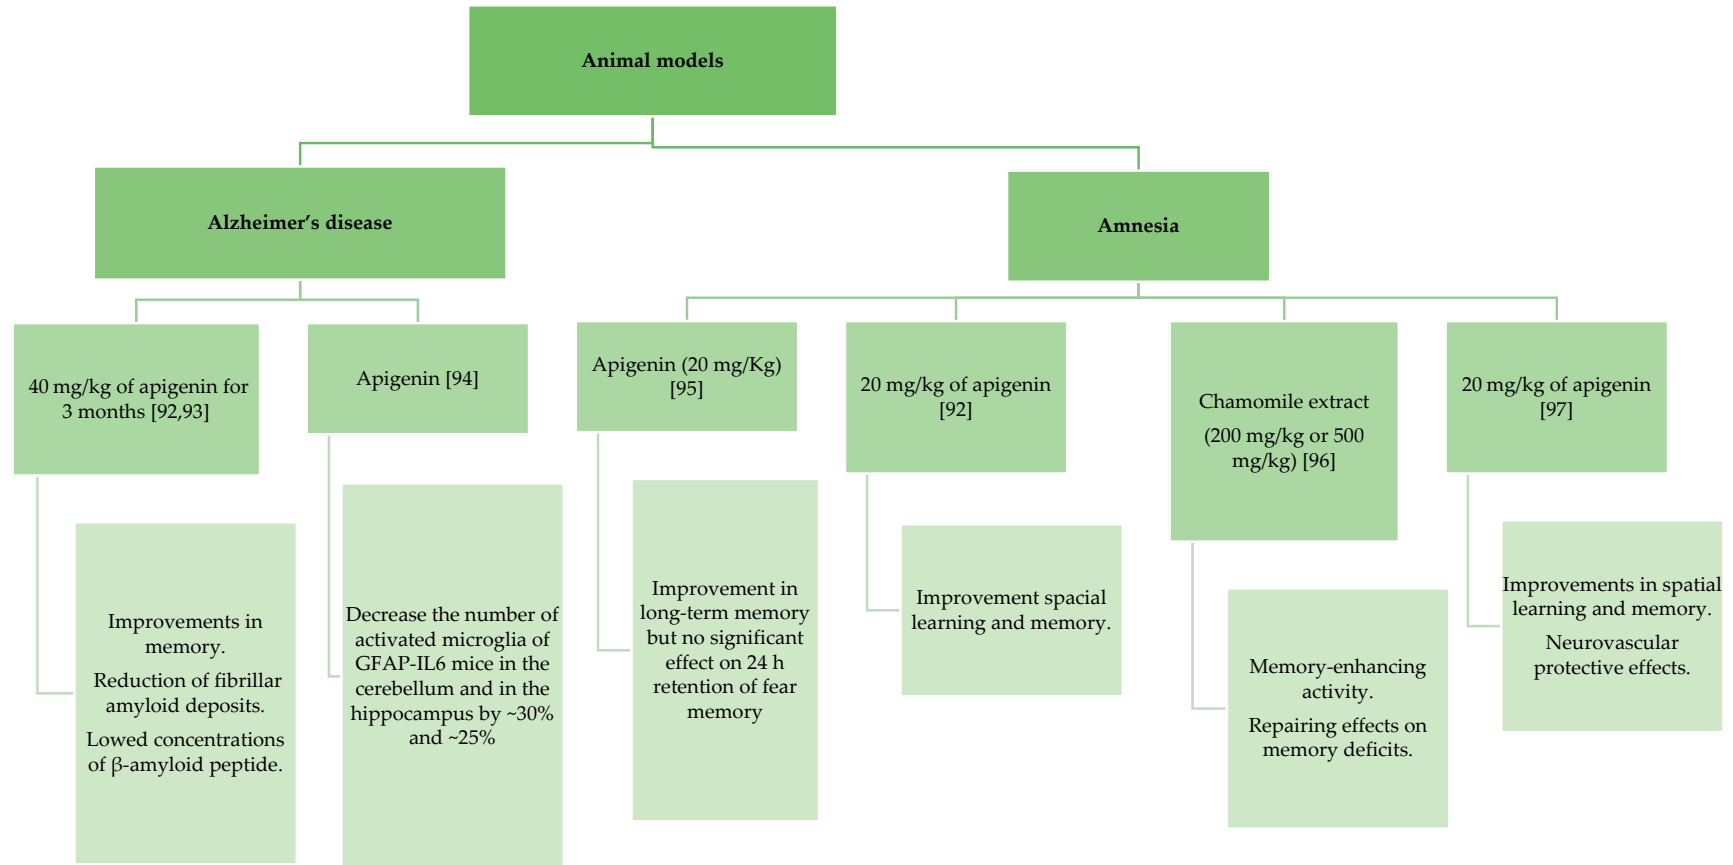 Animal models
Alzheimer’s disease
Amnesia
40 mg/kg of apigenin for
3 months [92,93]
Apigenin [94]
Apigenin (20 mg/Kg)
[95]
20 mg/kg of apigenin
[92]
Chamomile extract
(200 mg/kg or 500
mg/kg) [96]
20 mg/kg of apigenin
[97]
Improvements in
memory.
Reduction of fibrillar
amyloid deposits.
Lowed concentrations
of β-amyloid peptide.
Decrease the number of
activated microglia of
GFAP-IL6 mice in the
cerebellum and in the
hippocampus by ~30%
and ~25%
Improvement in
long-term memory
but no significant
effect on 24 h
retention of fear
memory
Improvement spacial
learning and memory.
Memory-enhancing
activity.
Repairing effects on
memory deficits.
Improvements in spatial
learning and memory.
Neurovascular
protective effects.